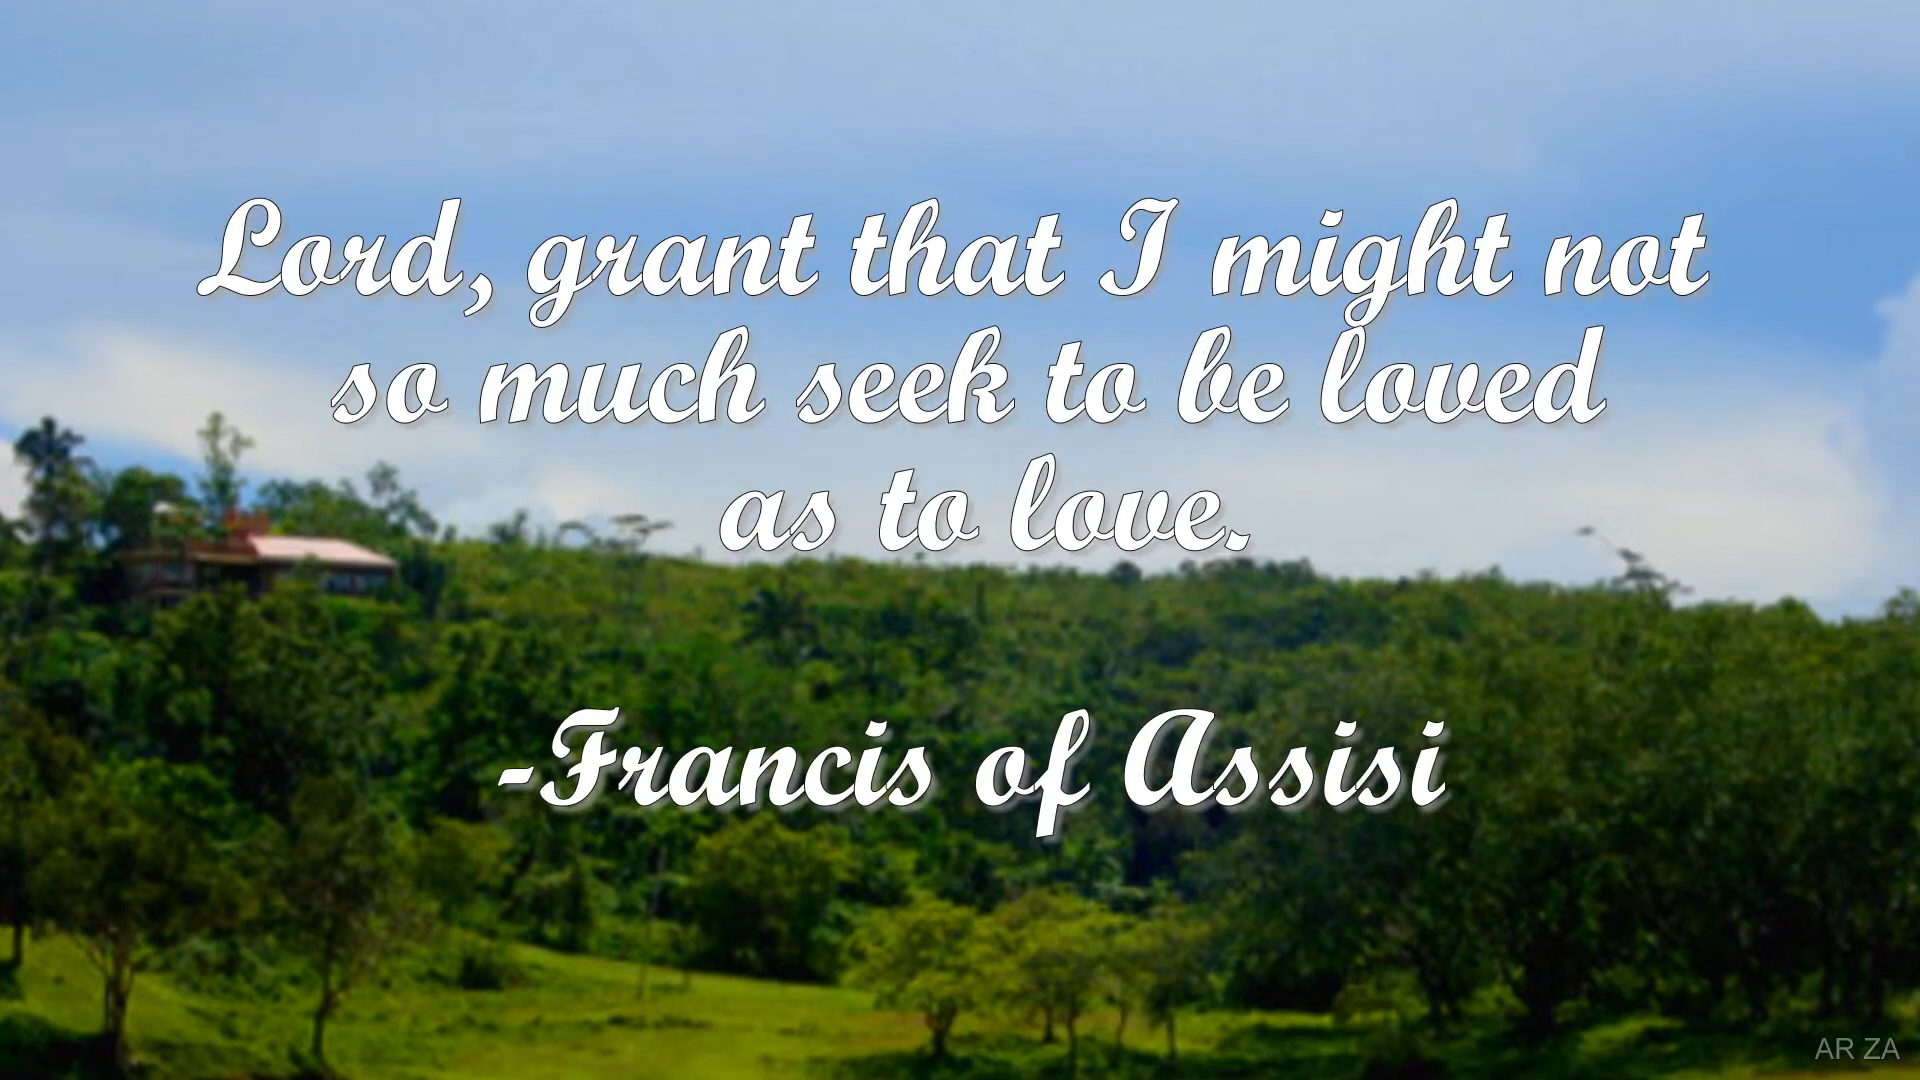 Lord, grant that I might not
so much seek to be loved
as to love.
-Francis of Assisi
AR ZA